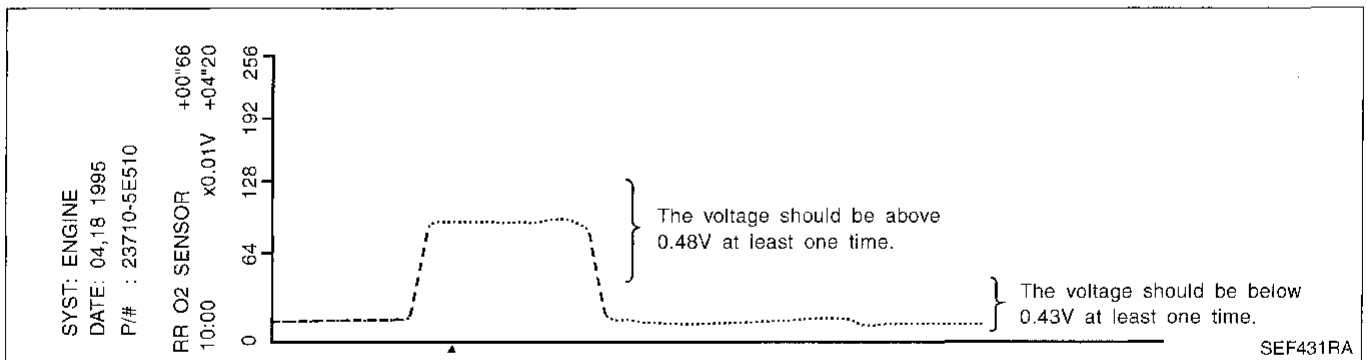 SYST: ENGINE
DATE: 04,18 1995
P/# : 23710-5E510
RR O2 SENSOR +00"66
10:00 x0.01V +04"20
256
192
128
64
0
The voltage should be above
0.48V at least one time.
The voltage should be below
0.43V at least one time.
SEF431RA